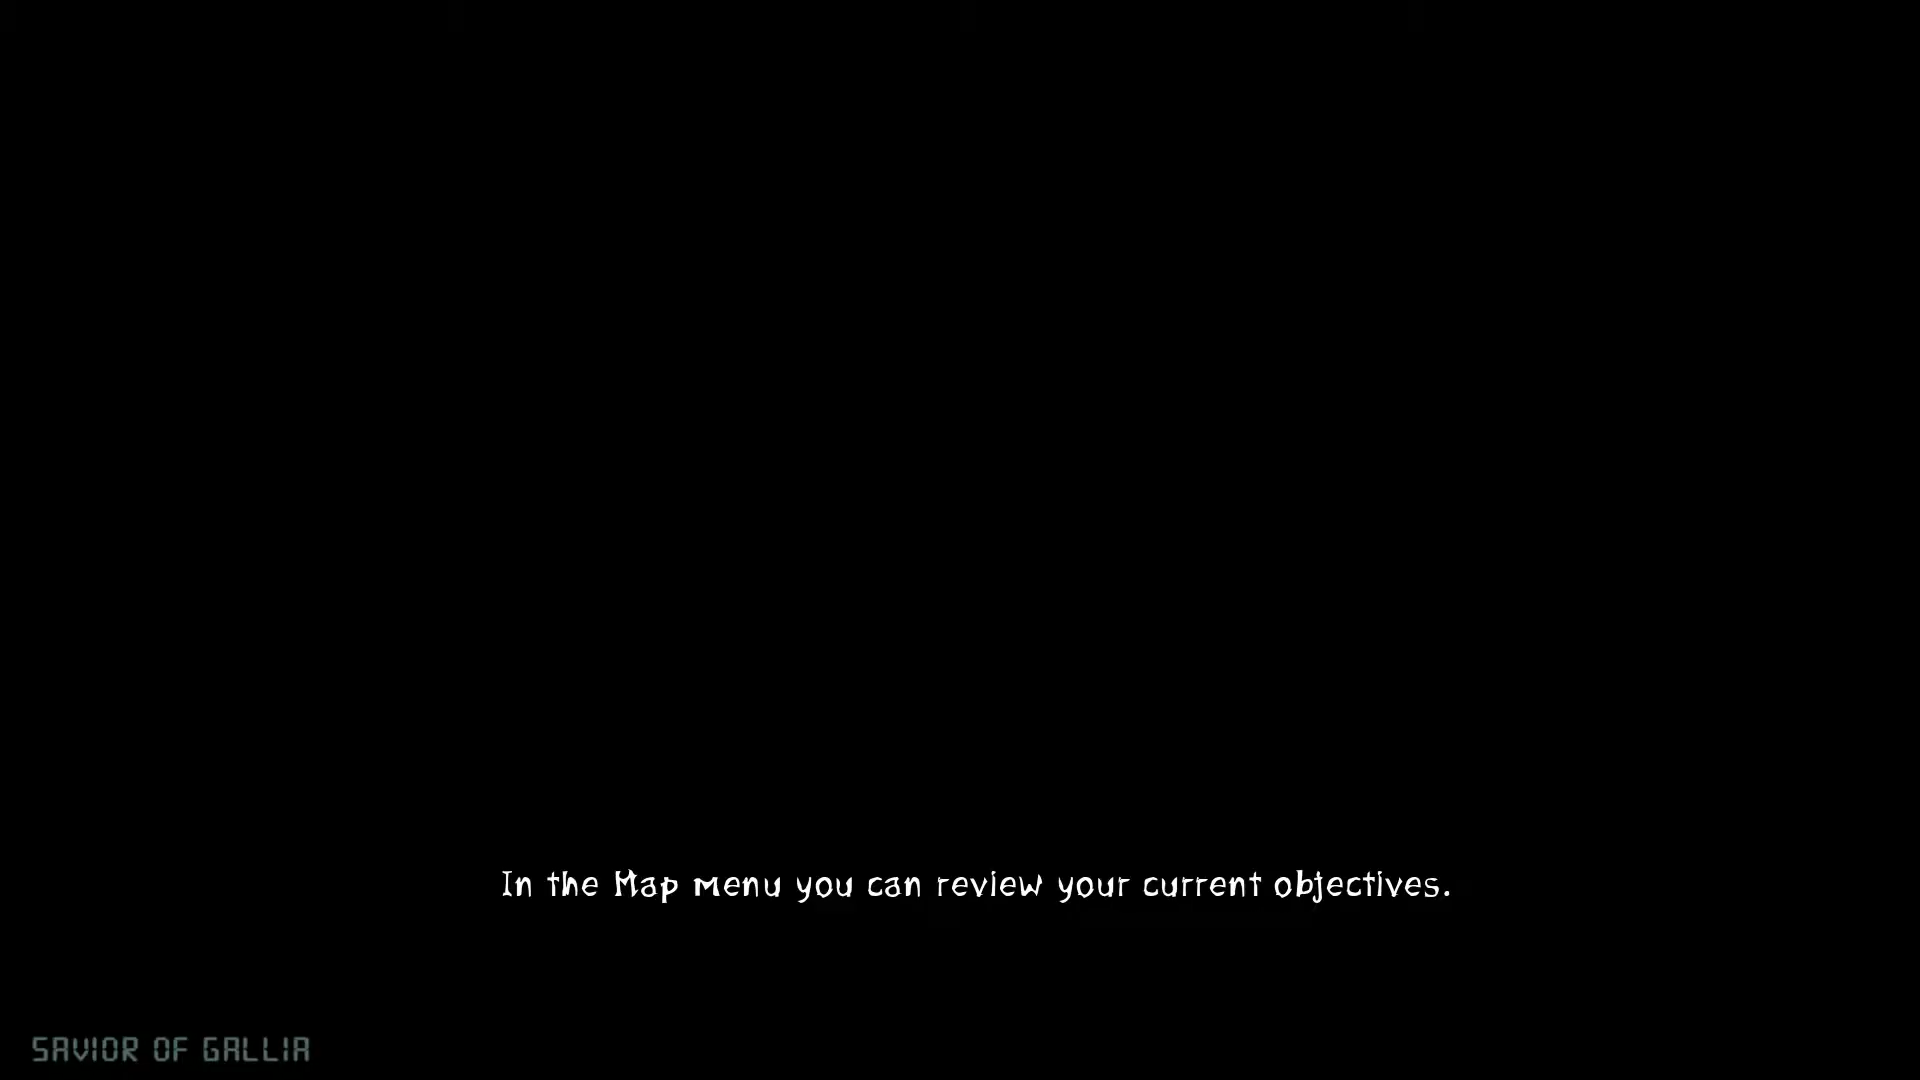 In the Map menu you can review your current objectives.
SAVIOR OF GALLIA